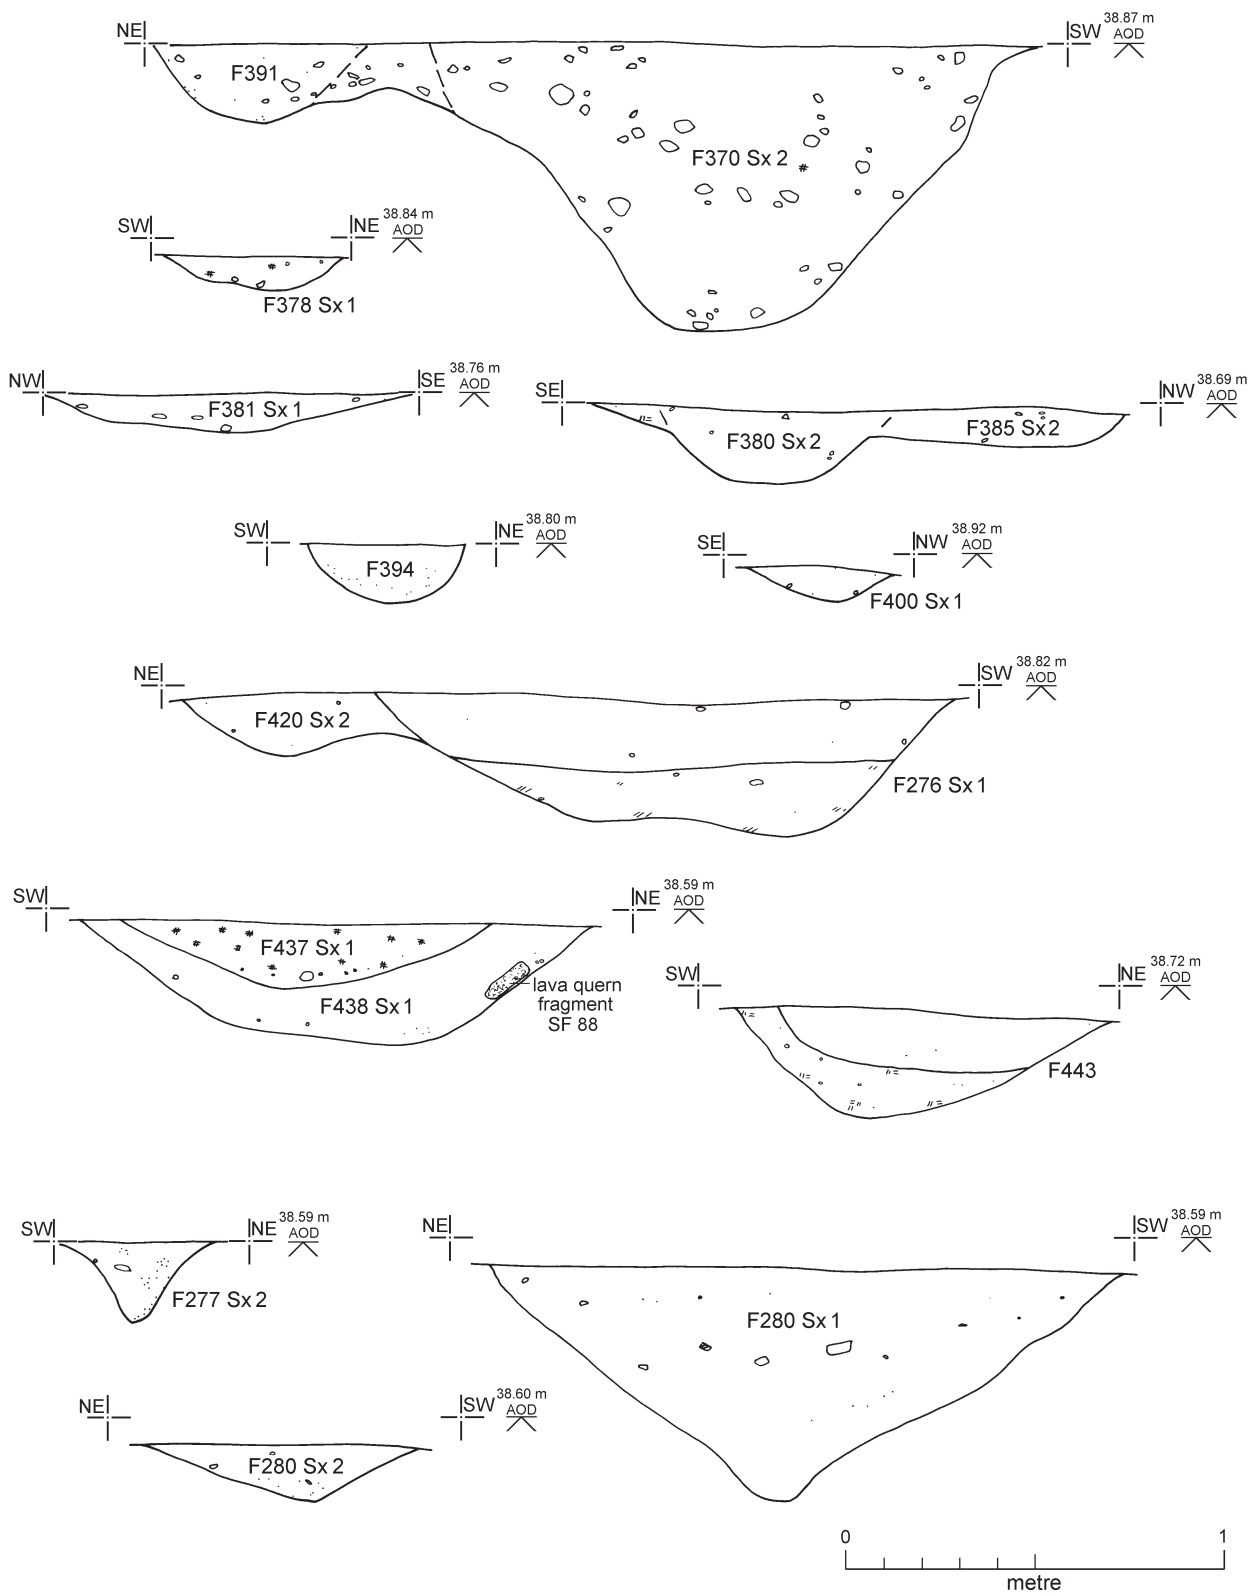 NE
SW
38.87 m
AOD
F391
F370 Sx 2
SW
NE
38.84 m
AOD
F378 Sx 1
NW
SE
38.76 m
AOD
F381 Sx 1
SE
NW
38.69 m
AOD
F380 Sx 2
F385 Sx 2
SW
NE
38.80 m
AOD
F394
SE
NW
38.92 m
AOD
F400 Sx 1
NE
SW
38.82 m
AOD
F420 Sx 2
F276 Sx 1
SW
NE
38.59 m
AOD
F437 Sx 1
F438 Sx 1
lava quern
fragment
SF 88
SW
NE
38.72 m
AOD
F443
SW
NE
38.59 m
AOD
F277 Sx 2
NE
SW
38.59 m
AOD
F280 Sx 1
NE
SW
38.60 m
AOD
F280 Sx 2
0
1
metre